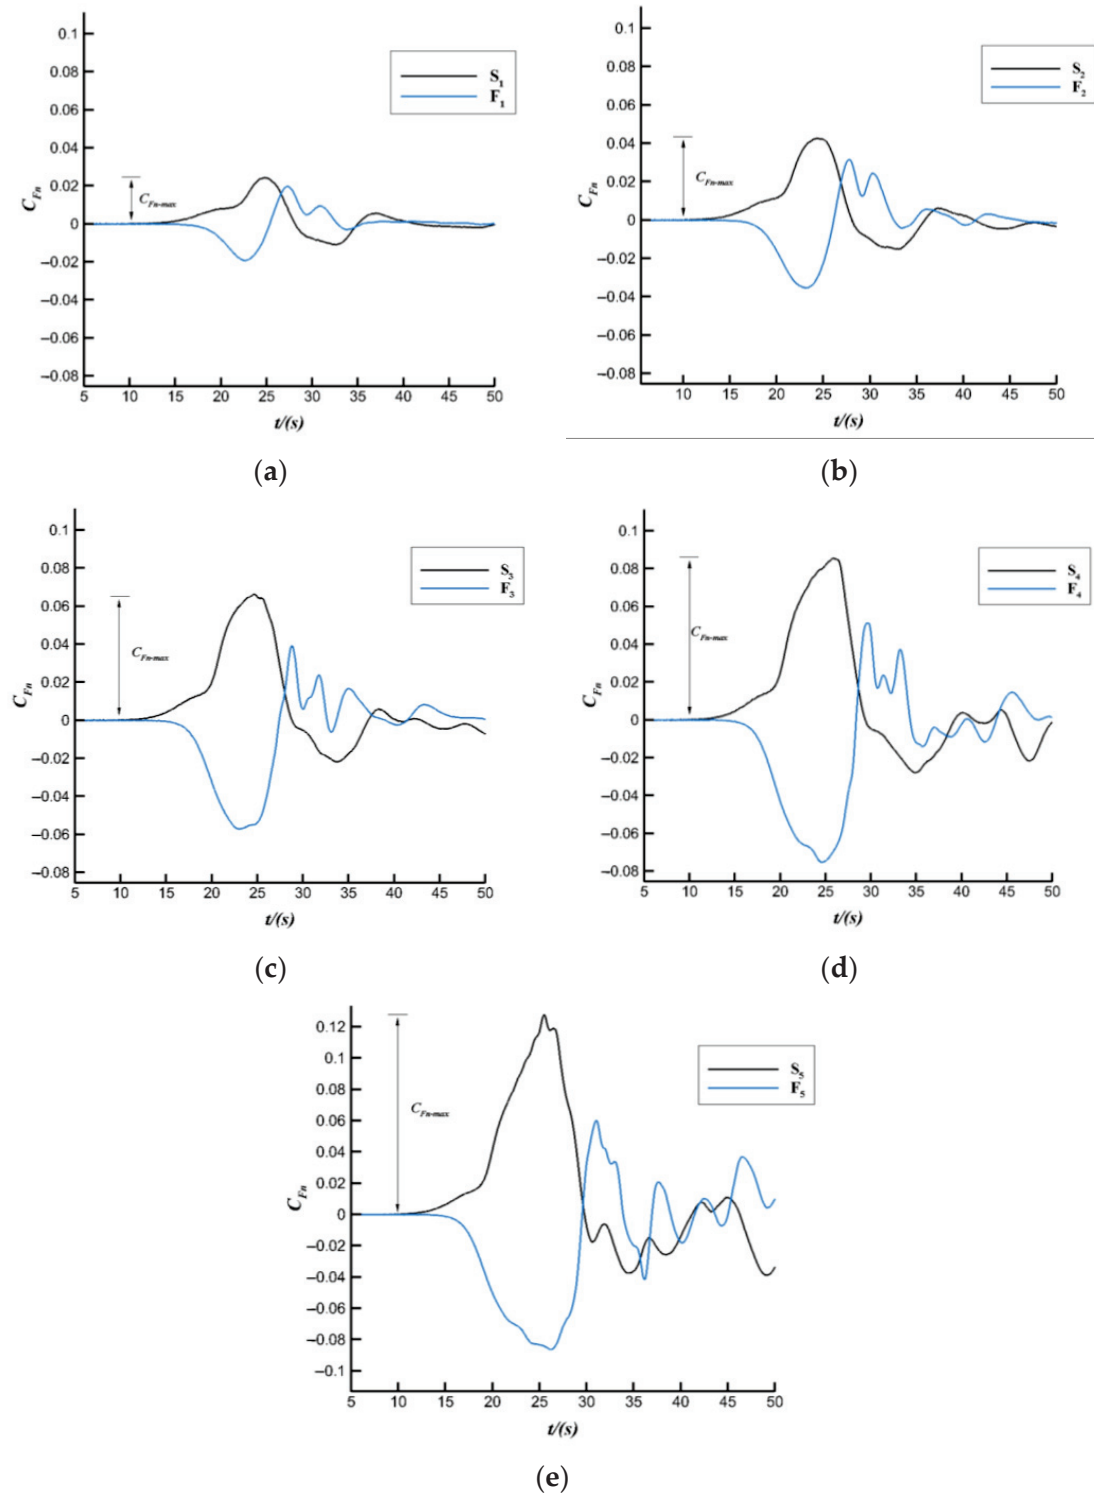 0.1
0.08
0.06
0.04
0.02
0
−0.02
−0.04
−0.06
−0.08
C_Fn
C_Fn-max
S₁
F₁
5 10 15 20 25 30 35 40 45 50
t/(s)
(a)
0.1
0.08
0.06
0.04
0.02
0
−0.02
−0.04
−0.06
−0.08
C_Fn
C_Fn-max
S₂
F₂
10 15 20 25 30 35 40 45 50
t/(s)
(b)
0.1
0.08
0.06
0.04
0.02
0
−0.02
−0.04
−0.06
−0.08
C_Fn
C_Fn-max
S₃
F₃
5 10 15 20 25 30 35 40 45 50
t/(s)
(c)
0.1
0.08
0.06
0.04
0.02
0
−0.02
−0.04
−0.06
−0.08
C_Fn
C_Fn-max
S₄
F₄
5 10 15 20 25 30 35 40 45 50
t/(s)
(d)
0.12
0.1
0.08
0.06
0.04
0.02
0
−0.02
−0.04
−0.06
−0.08
−0.1
C_Fn
C_Fn-max
S₅
F₅
5 10 15 20 25 30 35 40 45 50
t/(s)
(e)